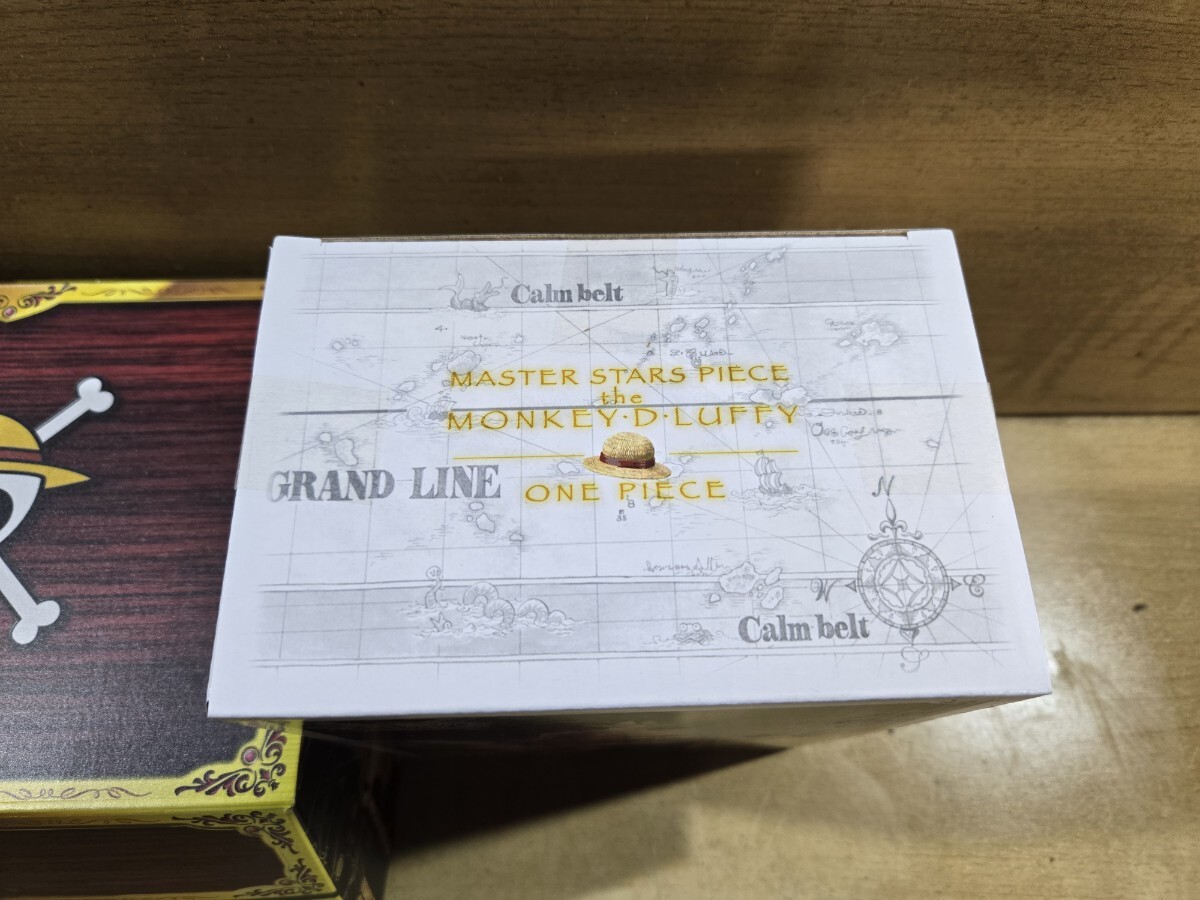 Calm belt
MASTER STARS PIECE
the
MONKEY·D·LUFFY
GRAND LINE
ONE PIECE
N
W
E
Calm belt
S